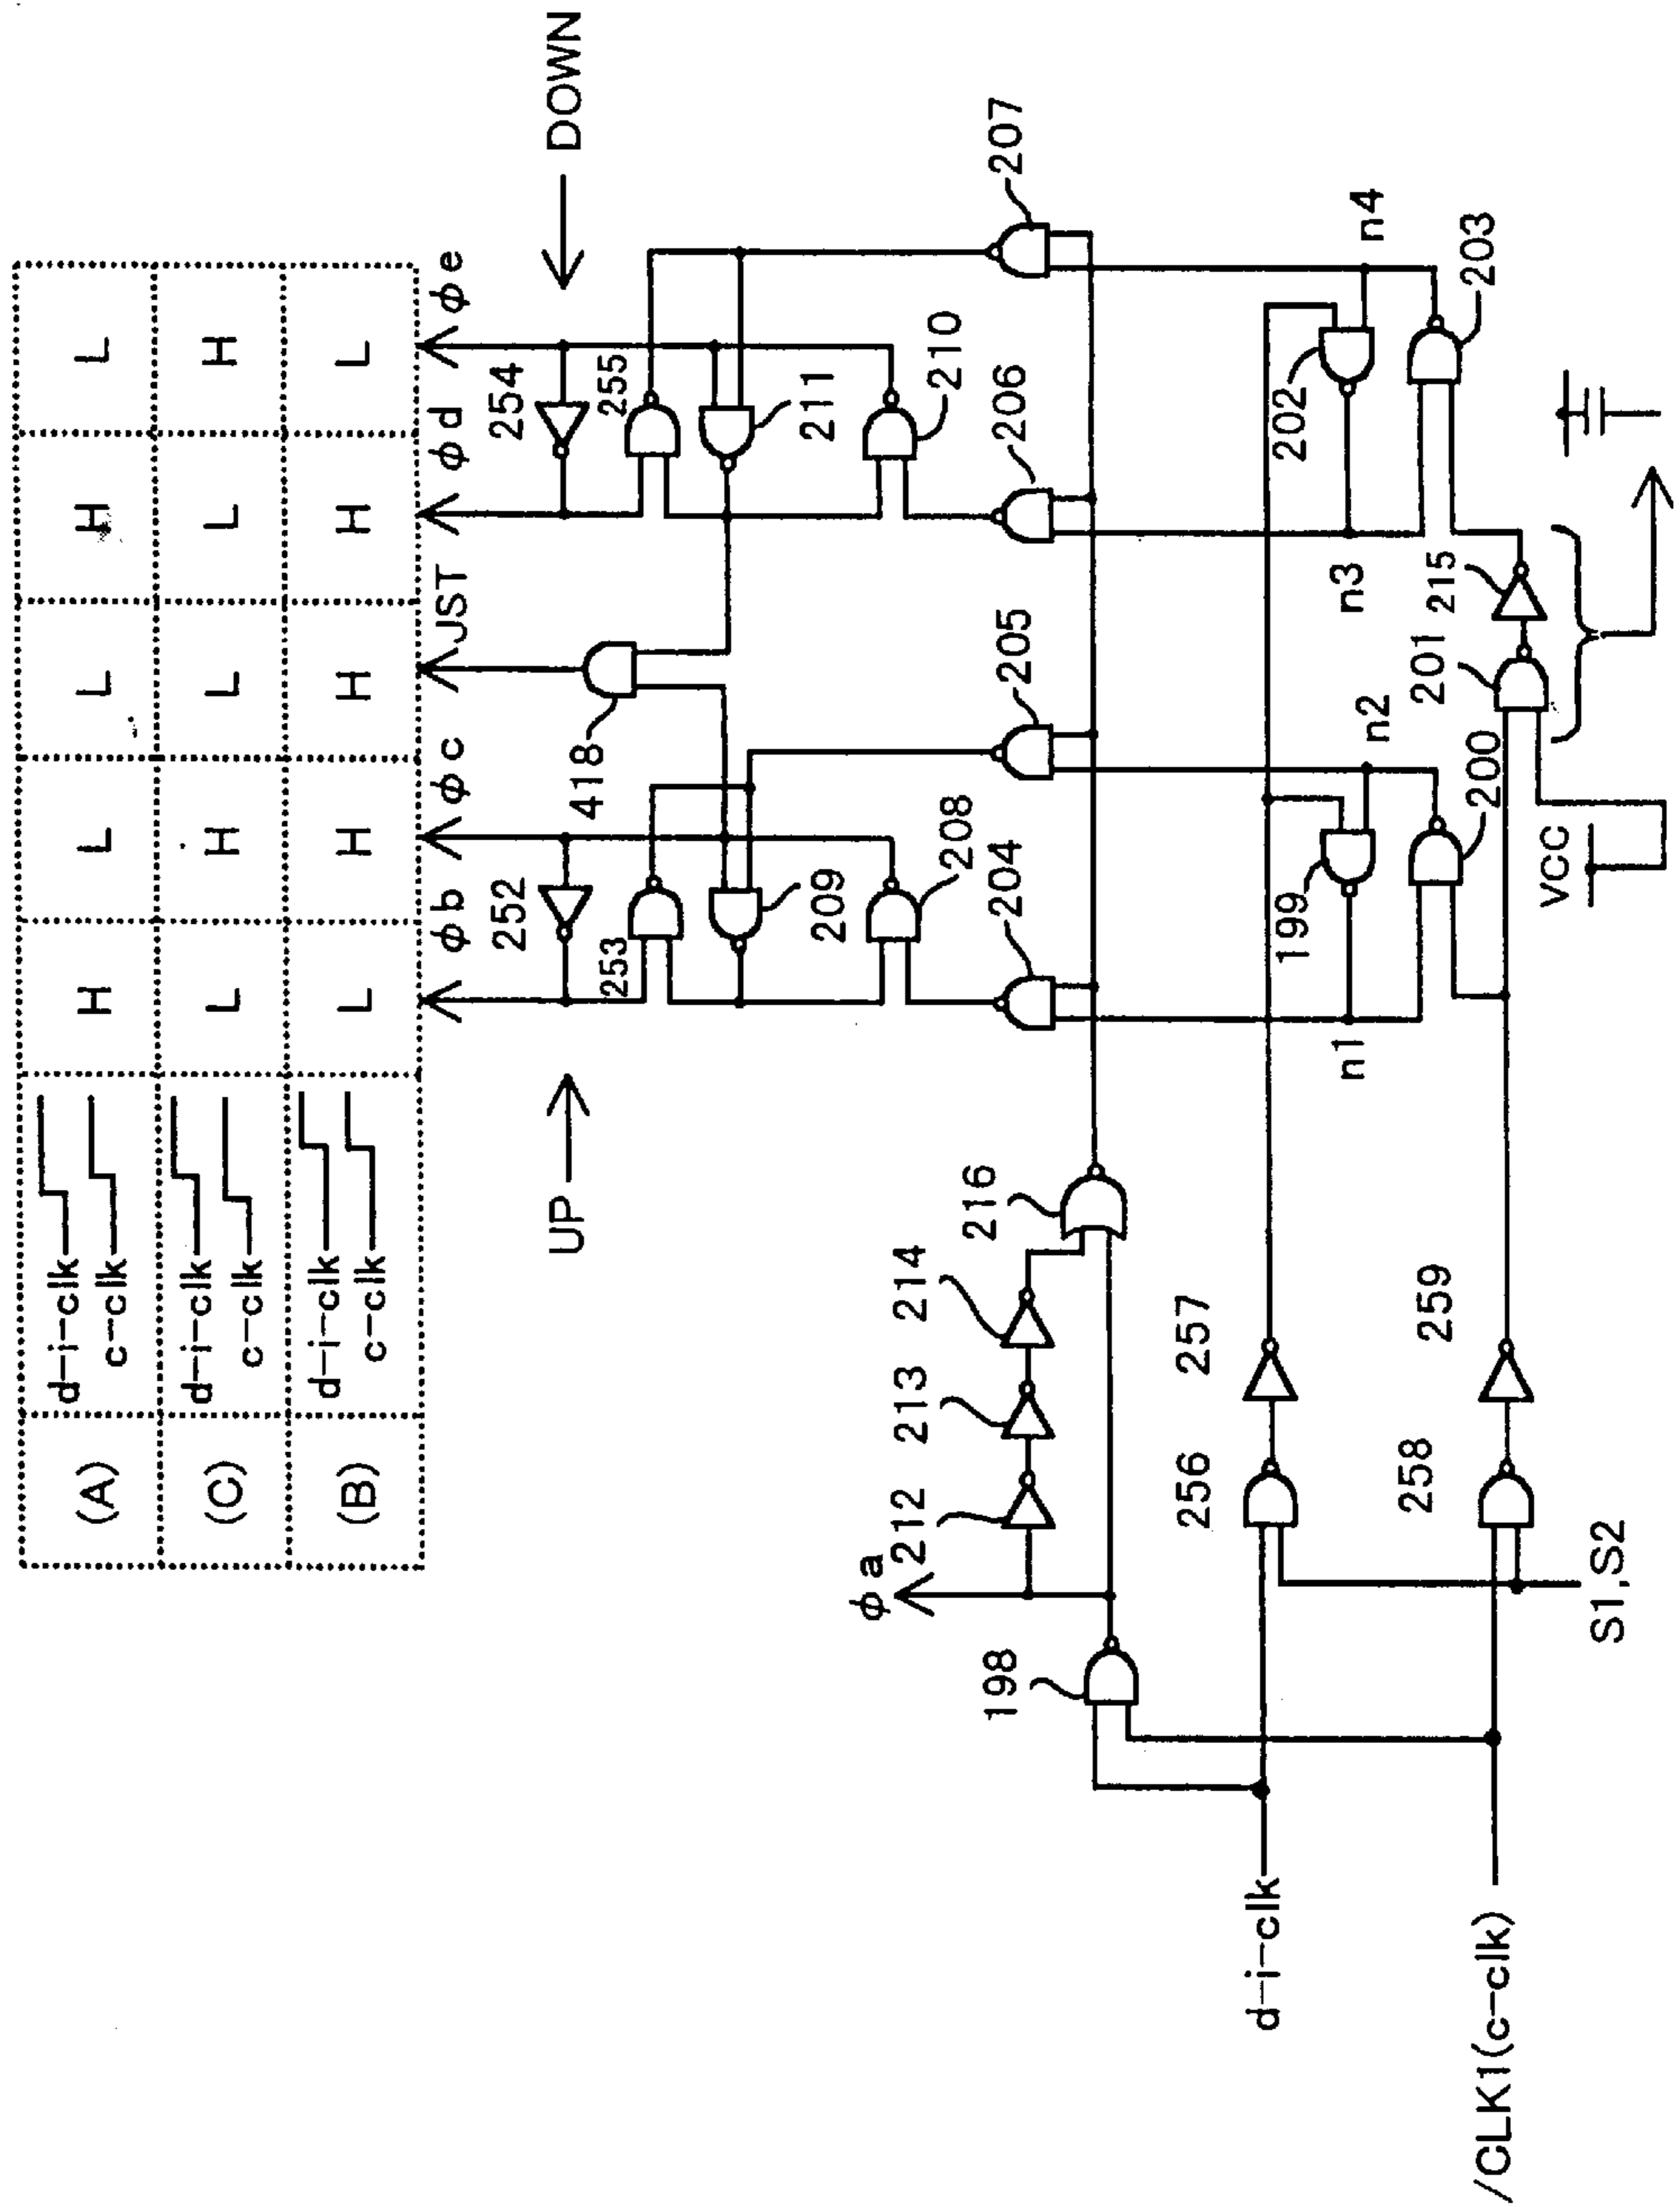 (A) d-i-clk c-clk H L L H L
(C) d-i-clk c-clk L H L L H
(B) d-i-clk c-clk L H H H L
φb φc JST φd φe
UP
DOWN
252
254
253
418
255
209
211
φa
212
213
214
208
210
198
216
204
205
206
207
d-i-clk
256
257
199
202
n1
n2
n3
n4
/CLK1(c-clk)
258
259
200
201
215
203
S1,S2
VCC